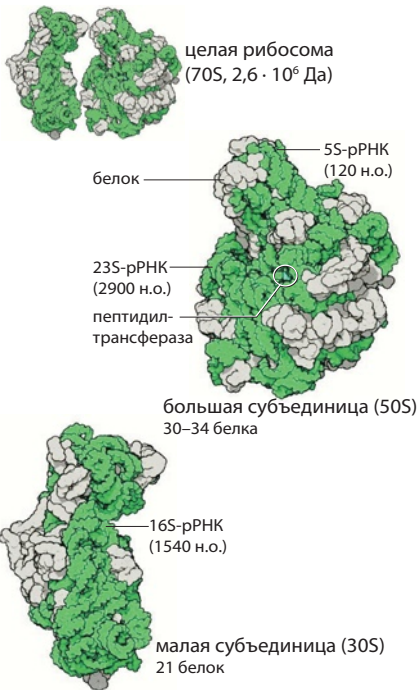 целая рибосома
(70S, 2,6 · 10⁶ Да)
5S-рРНК
(120 н.о.)
белок
23S-рРНК
(2900 н.о.)
пептидил-
трансфераза
большая субъединица (50S)
30–34 белка
16S-рРНК
(1540 н.о.)
малая субъединица (30S)
21 белок